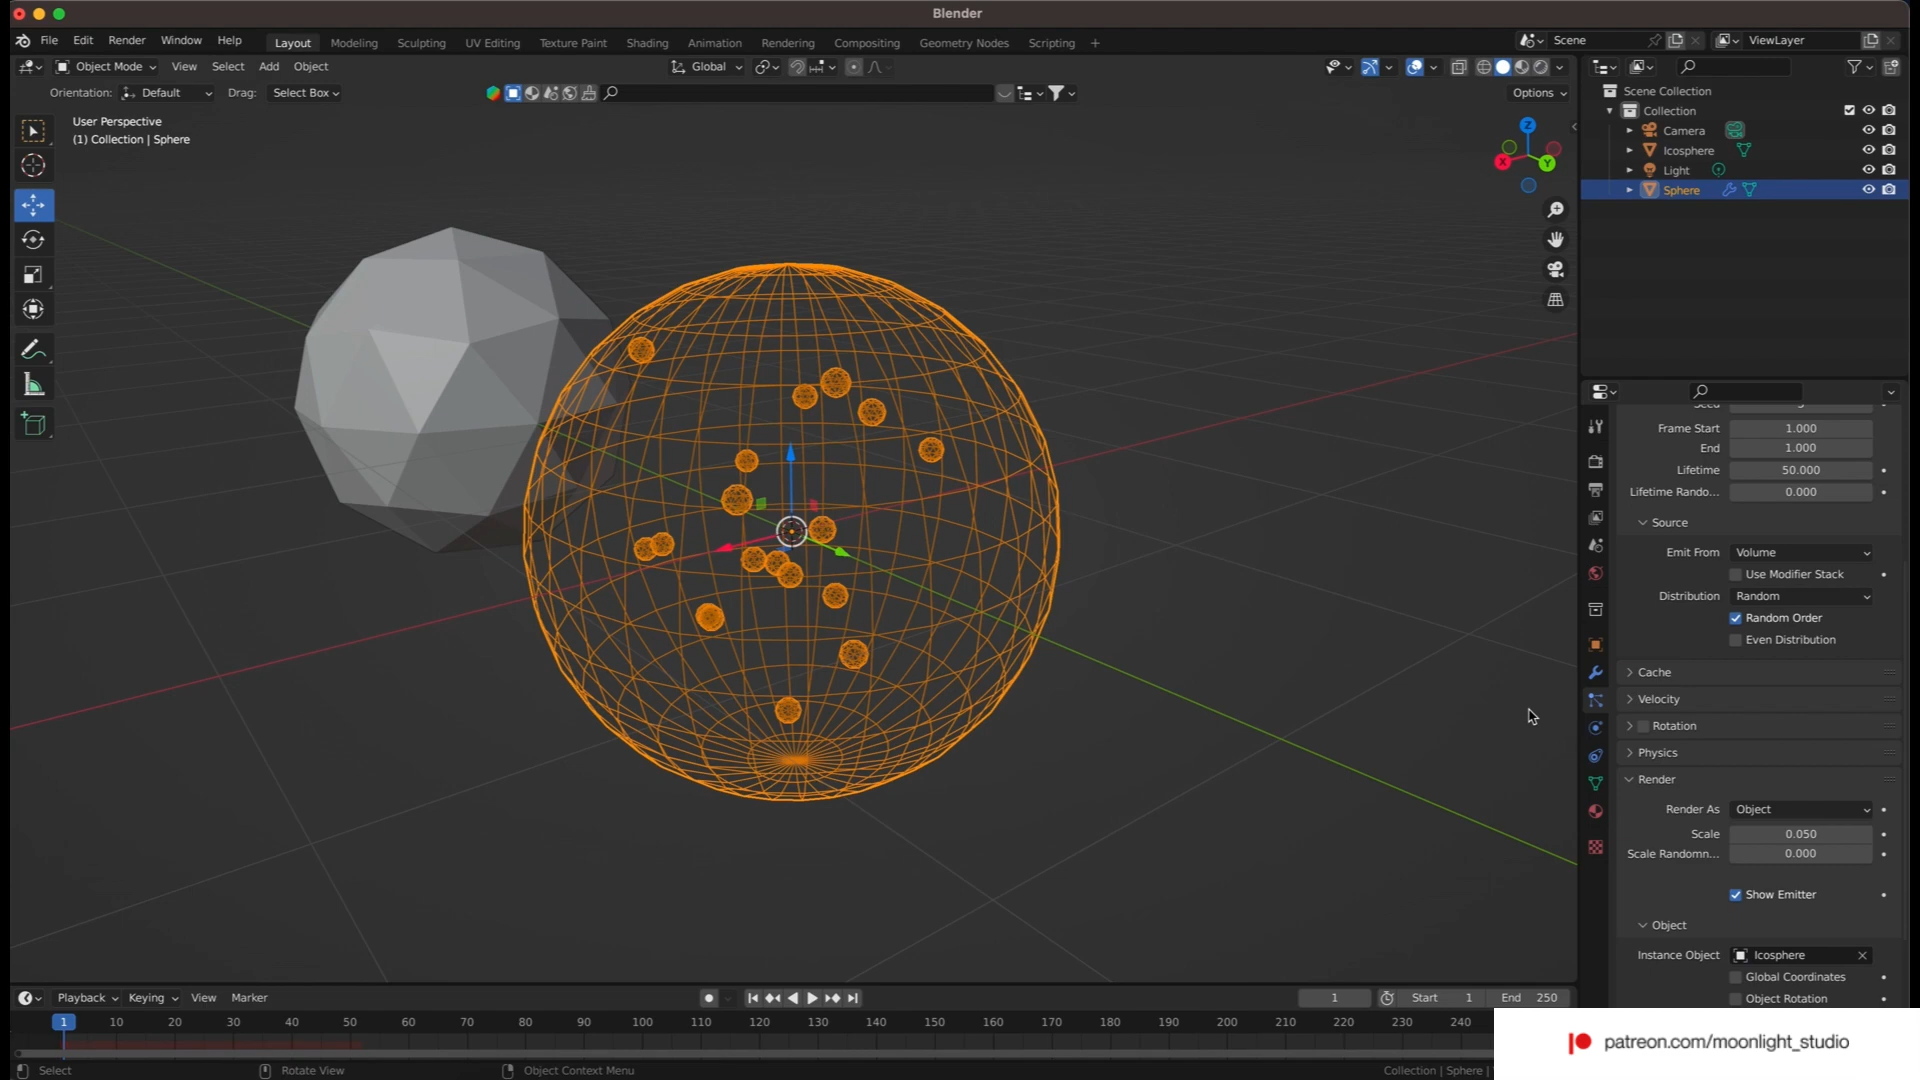 Blender
File Edit Render Window Help Layout Modeling Sculpting UV Editing Texture Paint Shading Animation Rendering Compositing Geometry Nodes Scripting + Scene ViewLayer
Object Mode View Select Add Object Global
Orientation: Default Drag: Select Box Options
User Perspective
(1) Collection | Sphere
Z
X
Y
Scene Collection
Collection
Camera
Icosphere
Light
Sphere
Frame Start 1.000
End 1.000
Lifetime 50.000
Lifetime Rando... 0.000
Source
Emit From Volume
Use Modifier Stack
Distribution Random
Random Order
Even Distribution
Cache
Velocity
Rotation
Physics
Render
Render As Object
Scale 0.050
Scale Randomn... 0.000
Show Emitter
Object
Instance Object Icosphere
Global Coordinates
Object Rotation
Playback Keying View Marker 1 Start 1 End 250
1 10 20 30 40 50 60 70 80 90 100 110 120 130 140 150 160 170 180 190 200 210 220 230 240
Select Rotate View Object Context Menu Collection | Sphere |
patreon.com/moonlight_studio